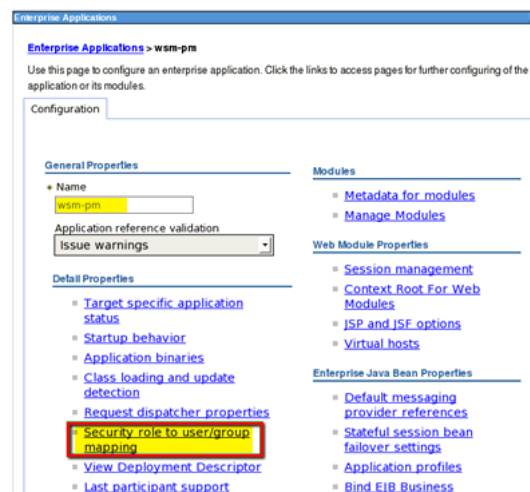 Enterprise Applications
Enterprise Applications > wsm-pm
Use this page to configure an enterprise application. Click the links to access pages for further configuring of the
application or its modules.
Configuration
General Properties
Name
wsm-pm
Application reference validation
Issue warnings
Detail Properties
Target specific application
status
Startup behavior
Application binaries
Class loading and update
detection
Request dispatcher properties
Security role to user/group
mapping
View Deployment Descriptor
Last participant support
Modules
Metadata for modules
Manage Modules
Web Module Properties
Session management
Context Root For Web
Modules
JSP and JSF options
Virtual hosts
Enterprise Java Bean Properties
Default messaging
provider references
Stateful session bean
failover settings
Application profiles
Bind EJB Business